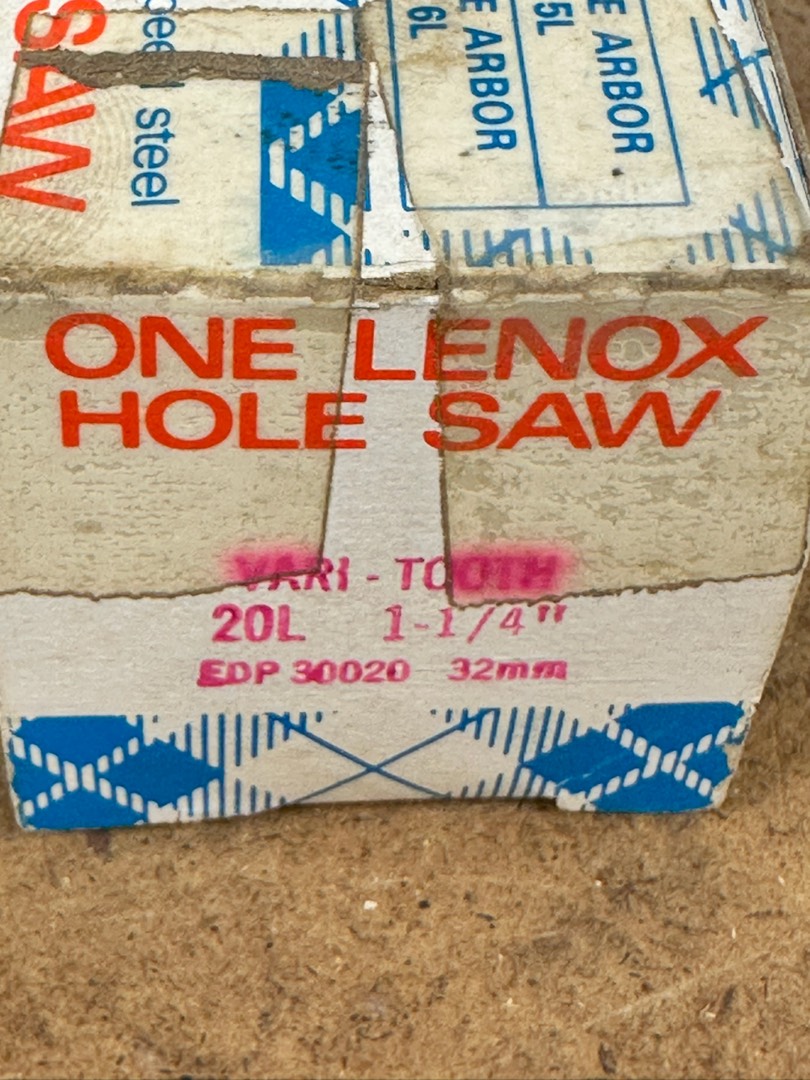 SAW
steel
E ARBOR
6L
E ARBOR
5L
ONE LENOX
HOLE SAW
VARI - TOOTH
20L 1-1/4"
EDP 30020 32mm